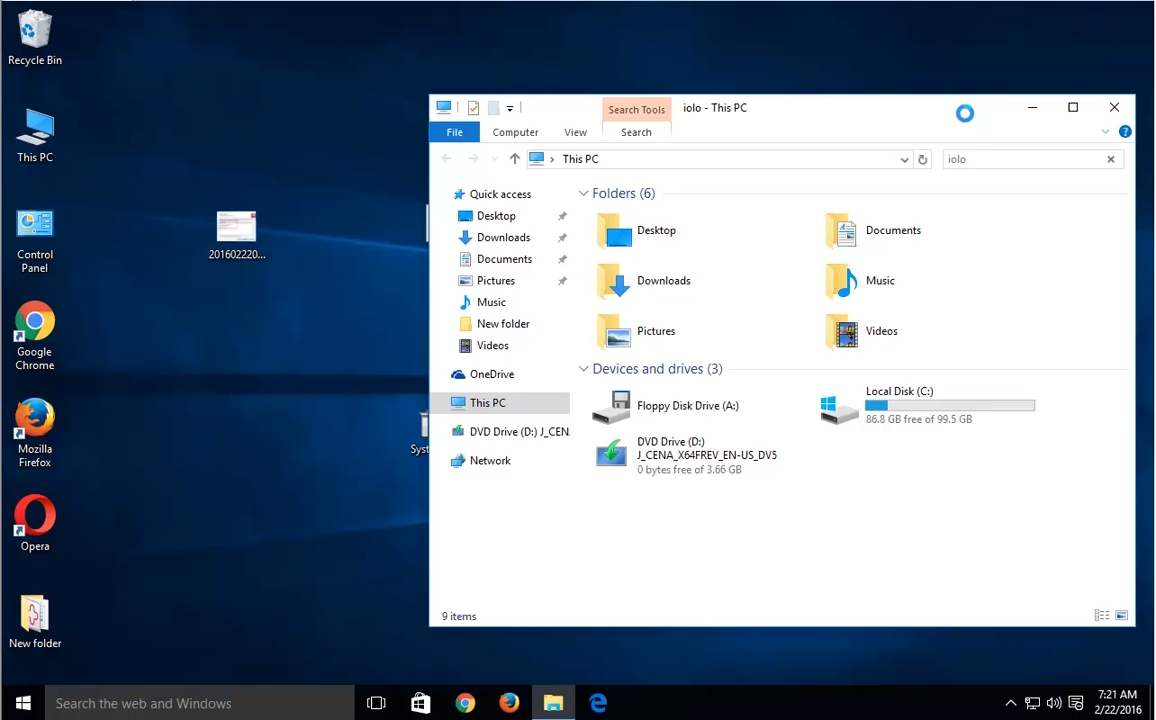 Recycle Bin
This PC
Control
Panel
Google
Chrome
Mozilla
Firefox
Opera
New folder
201602220...
Syst
Search Tools
iolo - This PC
File
Computer
View
Search
This PC
iolo
Quick access
Desktop
Downloads
Documents
Pictures
Music
New folder
Videos
OneDrive
This PC
DVD Drive (D:) J_CEN
Network
Folders (6)
Desktop
Documents
Downloads
Music
Pictures
Videos
Devices and drives (3)
Floppy Disk Drive (A:)
Local Disk (C:)
86.8 GB free of 99.5 GB
DVD Drive (D:)
J_CENA_X64FREV_EN-US_DV5
0 bytes free of 3.66 GB
9 items
Search the web and Windows
7:21 AM
2/22/2016